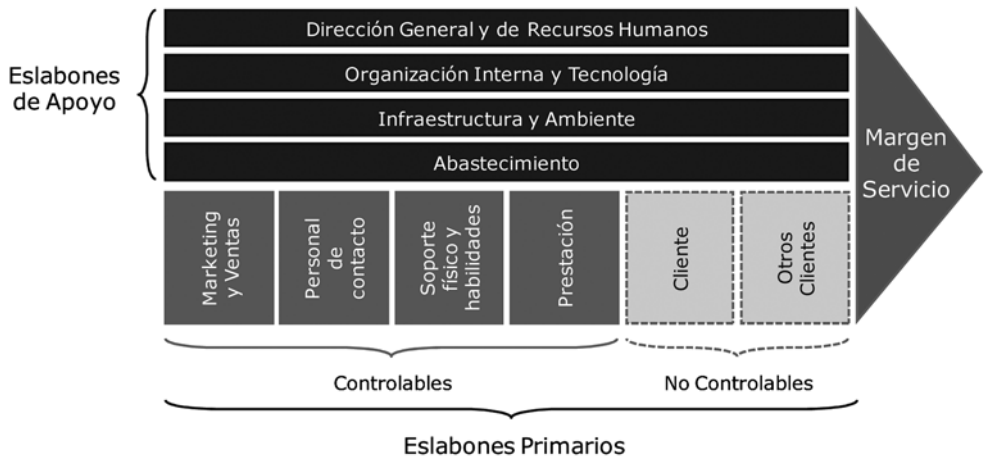 Eslabones
de Apoyo
Dirección General y de Recursos Humanos
Organización Interna y Tecnología
Infraestructura y Ambiente
Abastecimiento
Marketing
y Ventas
Personal
de
contacto
Soporte
físico y
habilidades
Prestación
Cliente
Otros
Clientes
Margen
de
Servicio
Controlables
No Controlables
Eslabones Primarios